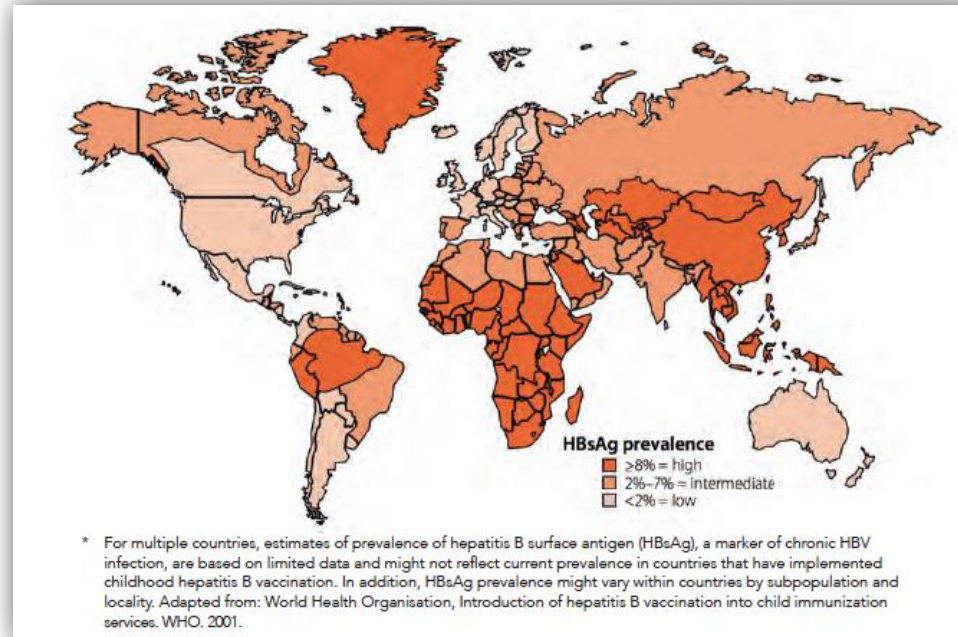 HBsAg prevalence
≥8% = high
2%–7% = intermediate
<2% = low
* For multiple countries, estimates of prevalence of hepatitis B surface antigen (HBsAg), a marker of chronic HBV
infection, are based on limited data and might not reflect current prevalence in countries that have implemented
childhood hepatitis B vaccination. In addition, HBsAg prevalence might vary within countries by subpopulation and
locality. Adapted from: World Health Organisation, Introduction of hepatitis B vaccination into child immunization
services. WHO. 2001.